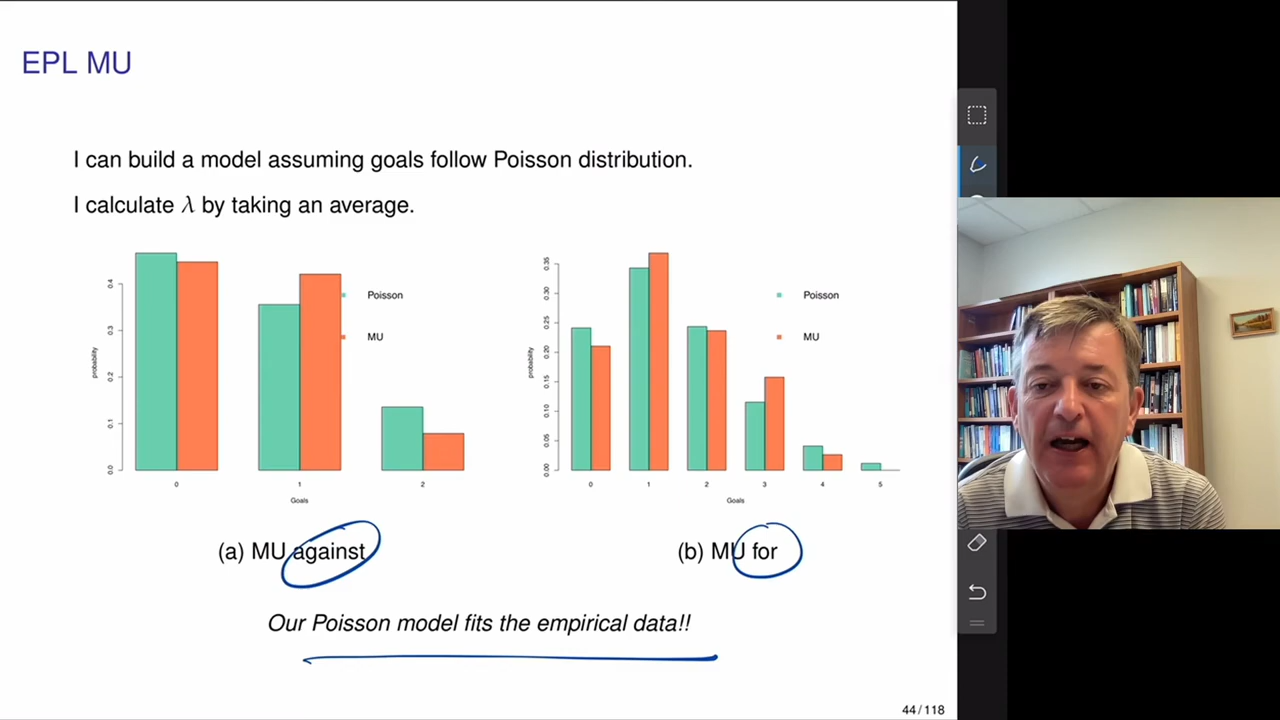 EPL MU
I can build a model assuming goals follow Poisson distribution.
I calculate λ by taking an average.
0.4
0.3
0.2
0.1
0.0
probability
Poisson
MU
0 1 2
Goals
(a) MU against
0.35
0.30
0.25
0.20
0.15
0.10
0.05
0.00
probability
Poisson
MU
0 1 2 3 4 5
Goals
(b) MU for
Our Poisson model fits the empirical data!!
44 / 118